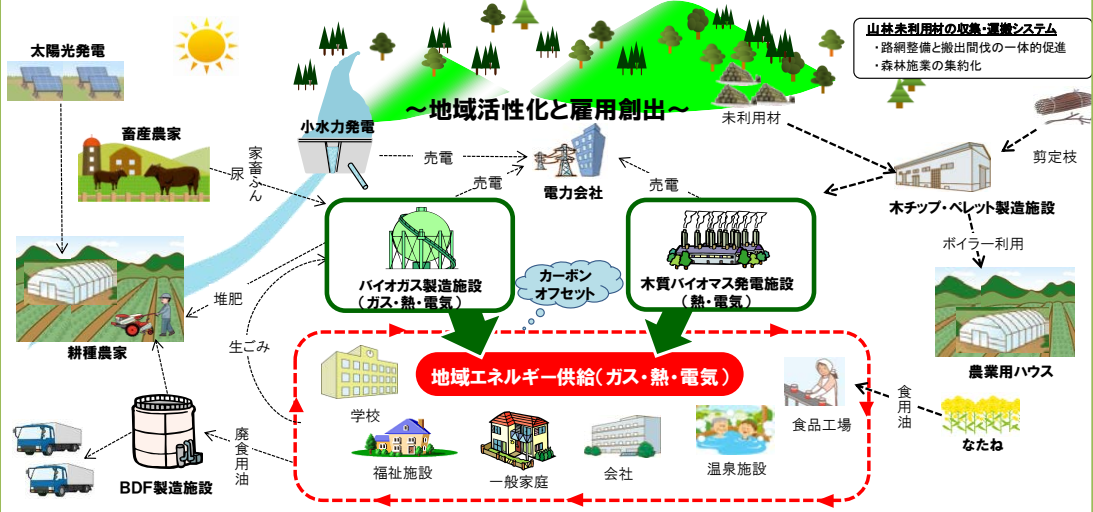 山林未利用材の収集・運搬システム
・路網整備と搬出間伐の一体的促進
・森林施業の集約化
太陽光発電
～地域活性化と雇用創出～
未利用材
剪定枝
畜産農家
小水力発電
家畜ふん
尿
売電
売電
売電
電力会社
木チップ・ペレット製造施設
ボイラー利用
バイオガス製造施設
（ガス・熱・電気）
カーボン
オフセット
木質バイオマス発電施設
（熱・電気）
堆肥
生ごみ
耕種農家
農業用ハウス
地域エネルギー供給（ガス・熱・電気）
学校
福祉施設
一般家庭
会社
温泉施設
食品工場
食用油
なたね
廃食用油
BDF製造施設